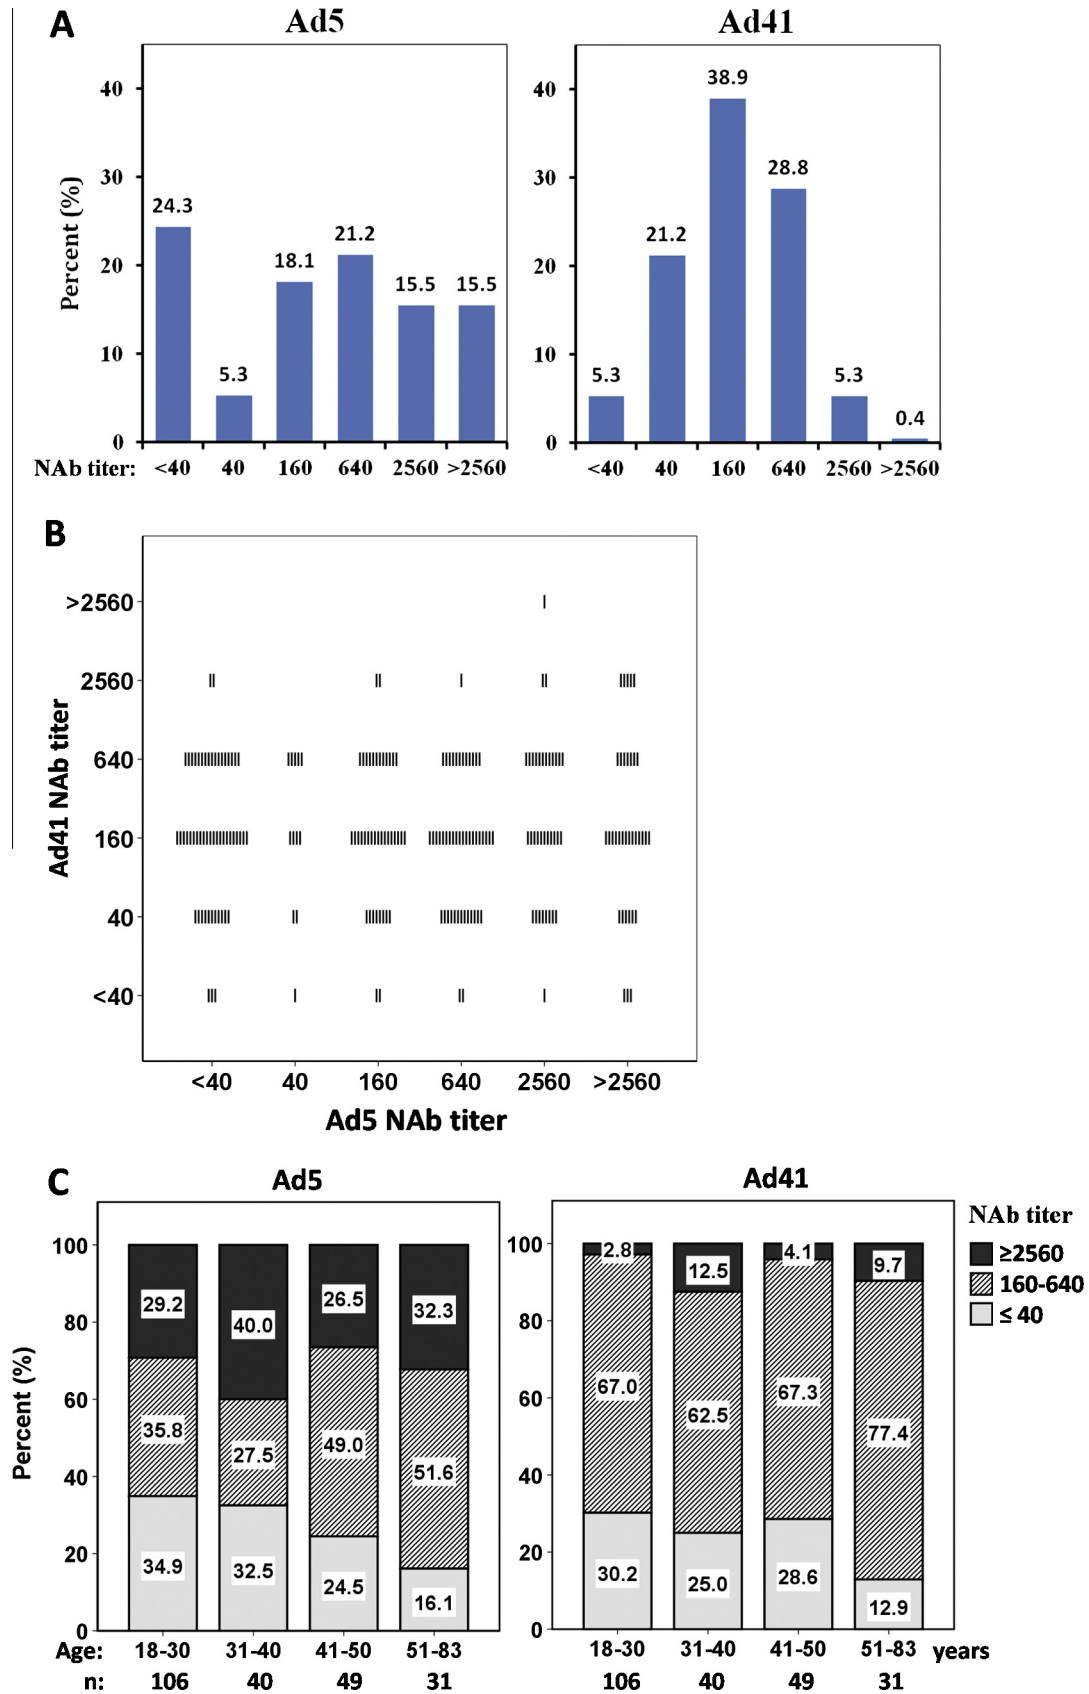 A
Ad5
Ad41
Percent (%)
40
30
20
10
0
24.3
5.3
18.1
21.2
15.5
15.5
NAb titer: <40 40 160 640 2560 >2560
40
30
20
10
0
5.3
21.2
38.9
28.8
5.3
0.4
<40 40 160 640 2560 >2560
B
Ad41 NAb titer
>2560
2560
640
160
40
<40
<40 40 160 640 2560 >2560
Ad5 NAb titer
C
Ad5
Percent (%)
100
80
60
40
20
0
29.2 40.0 26.5 32.3
35.8 27.5 49.0 51.6
34.9 32.5 24.5 16.1
Age: 18-30 31-40 41-50 51-83
n: 106 40 49 31
Ad41
100
80
60
40
20
0
2.8 12.5 4.1 9.7
67.0 62.5 67.3 77.4
30.2 25.0 28.6 12.9
18-30 31-40 41-50 51-83 years
106 40 49 31
NAb titer
≥2560
160-640
≤ 40